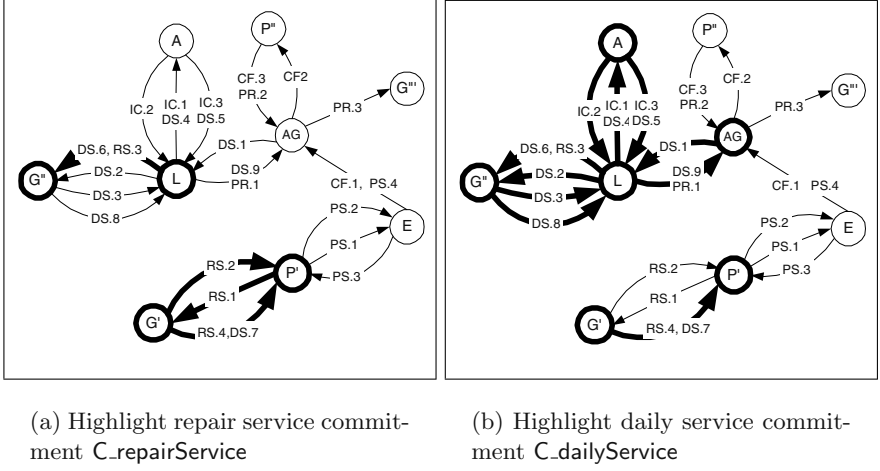 P"
A
CF.3
PR.2
CF2
G"'
PR.3
IC.2
IC.1
DS.4
IC.3
DS.5
AG
DS.6, RS.3
DS.1
DS.2
G"
L
DS.9
PR.1
DS.3
DS.8
CF.1, PS.4
PS.2
E
PS.1
RS.2
P'
PS.3
RS.1
G'
RS.4,DS.7
P"
A
CF.3
PR.2
CF.2
G"'
PR.3
IC.2
IC.1
DS.4
IC.3
DS.5
AG
DS.6, RS.3
DS.1
DS.2
G"
L
DS.9
PR.1
DS.3
DS.8
CF.1 PS.4
PS.2
E
PS.1
RS.2
P'
PS.3
RS.1
G'
RS.4, DS.7
(a) Highlight repair service commit-
ment C_repairService
(b) Highlight daily service commit-
ment C_dailyService